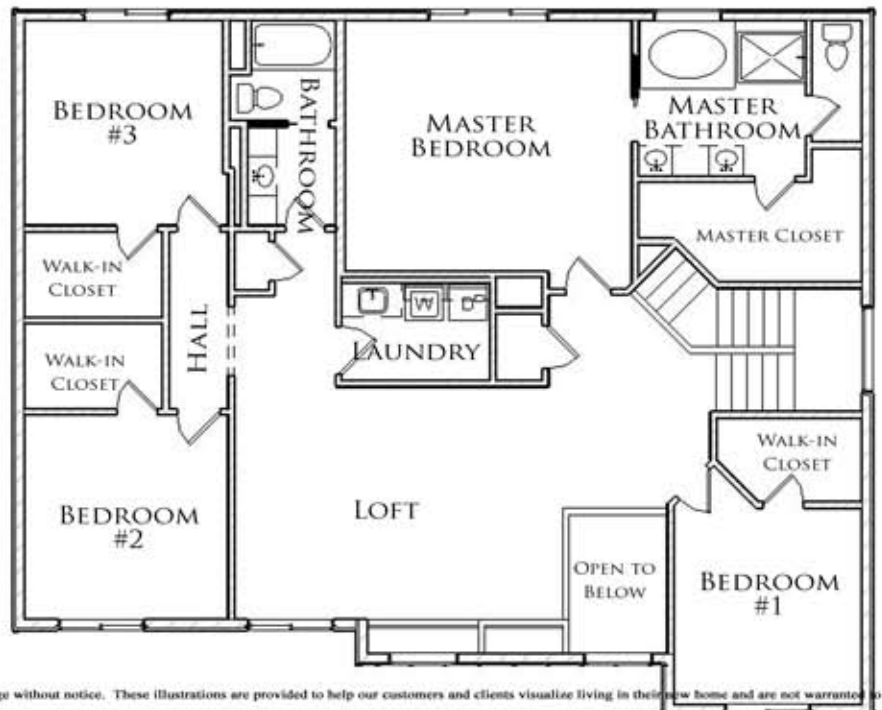 BEDROOM
#3
BATHROOM
MASTER
BEDROOM
MASTER
BATHROOM
MASTER CLOSET
WALK-IN
CLOSET
HALL
W
D
LAUNDRY
WALK-IN
CLOSET
WALK-IN
CLOSET
BEDROOM
#2
LOFT
OPEN TO
BELOW
BEDROOM
#1
without notice. These illustrations are provided to help our customers and clients visualize living in their new home and are not warranted to